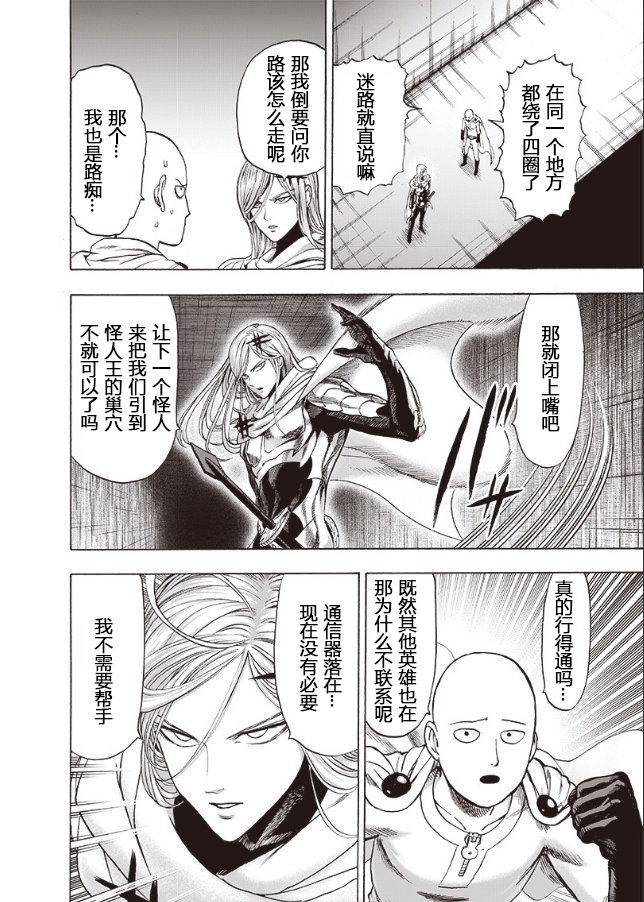 在同一个地方
都绕了四圈了
迷路就直说嘛
那我倒要问你
路该怎么走呢
那个…
我也是路痴…
那就闭上嘴吧
让下一个怪人
来把我们引到
怪人王的巢穴
不就可以了吗
真的行得通吗…
既然其他英雄也在
那为什么不联系呢
通信器落在…
现在没有必要
我不需要帮手